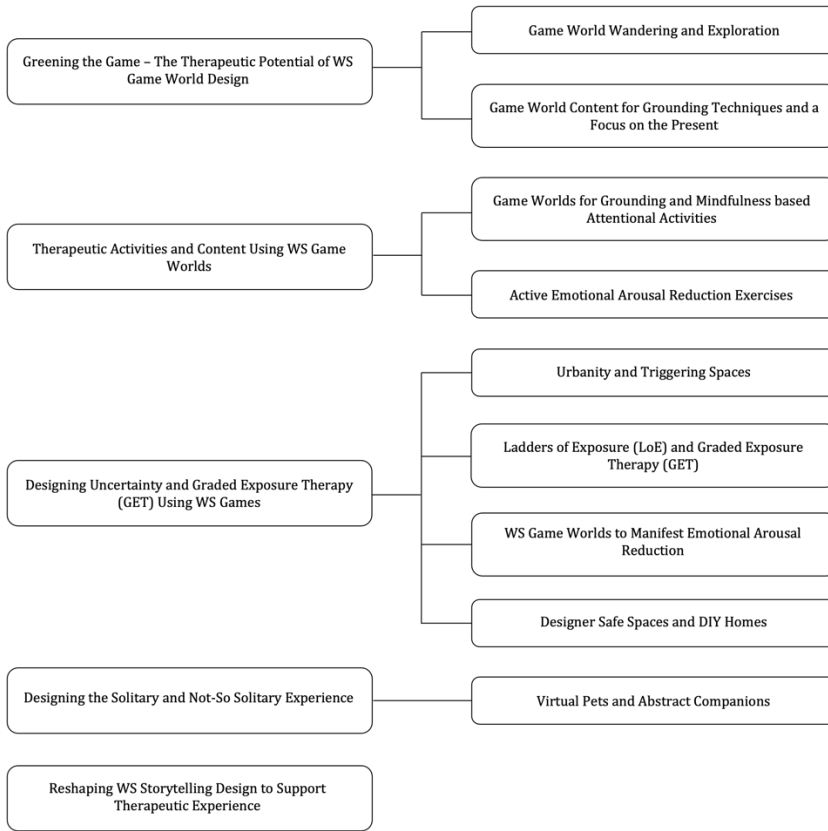 Greening the Game – The Therapeutic Potential of WS
Game World Design
Game World Wandering and Exploration
Game World Content for Grounding Techniques and a
Focus on the Present
Therapeutic Activities and Content Using WS Game
Worlds
Game Worlds for Grounding and Mindfulness based
Attentional Activities
Active Emotional Arousal Reduction Exercises
Designing Uncertainty and Graded Exposure Therapy
(GET) Using WS Games
Urbanity and Triggering Spaces
Ladders of Exposure (LoE) and Graded Exposure
Therapy (GET)
WS Game Worlds to Manifest Emotional Arousal
Reduction
Designer Safe Spaces and DIY Homes
Designing the Solitary and Not-So Solitary Experience
Virtual Pets and Abstract Companions
Reshaping WS Storytelling Design to Support
Therapeutic Experience